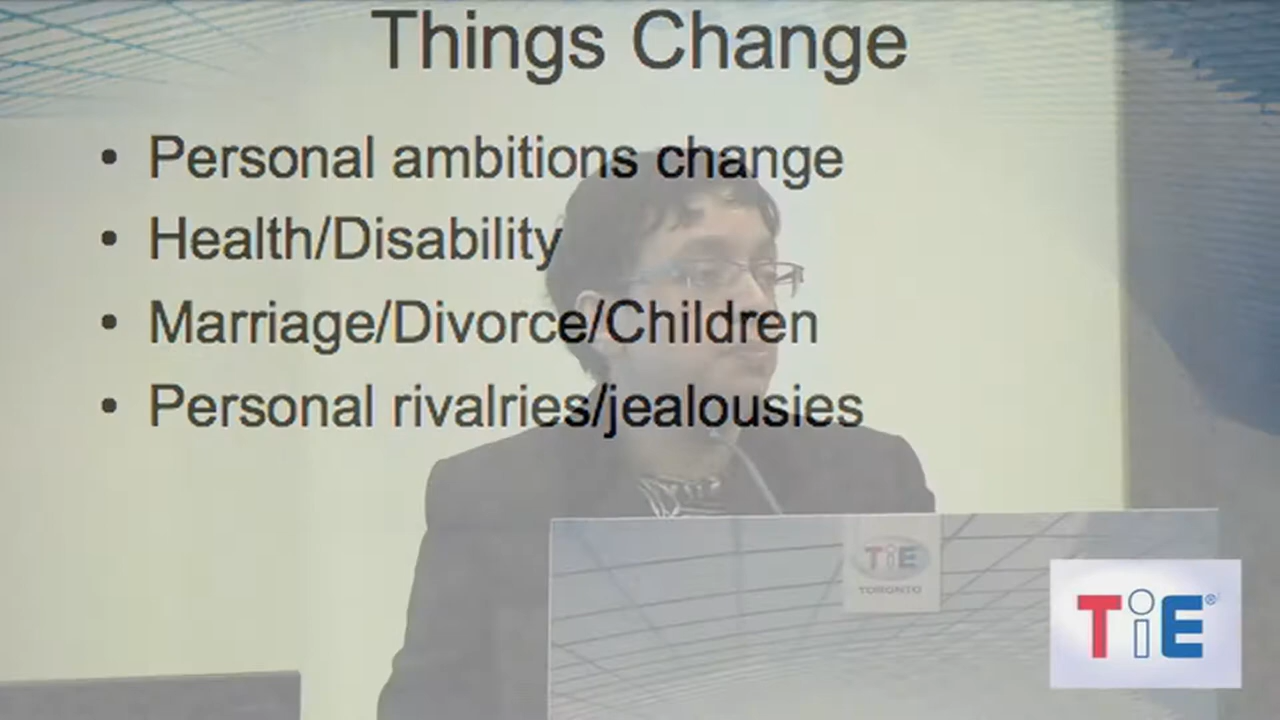 Things Change
• Personal ambitions change
• Health/Disability
• Marriage/Divorce/Children
• Personal rivalries/jealousies
TiE
TORONTO
TiE®